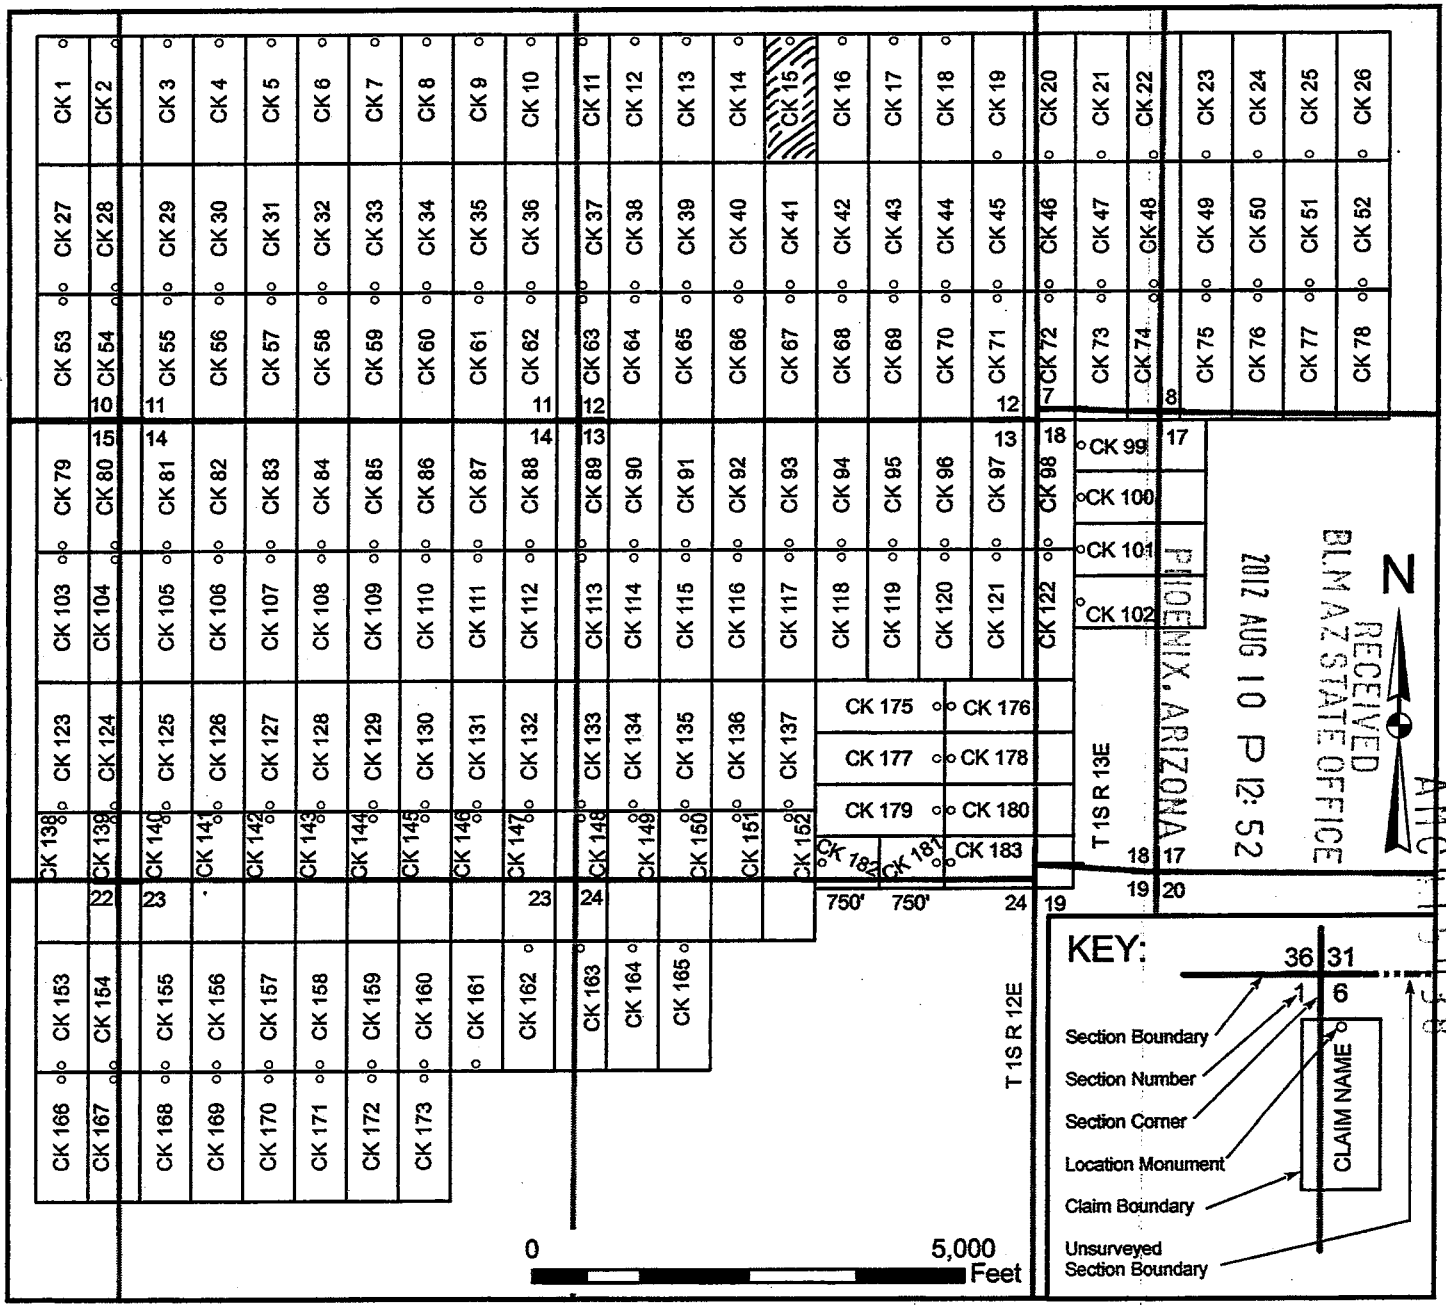 CK 1 CK 2 CK 3 CK 4 CK 5 CK 6 CK 7 CK 8 CK 9 CK 10 CK 11 CK 12 CK 13 CK 14 CK 15 CK 16 CK 17 CK 18 CK 19 CK 20 CK 21 CK 22 CK 23 CK 24 CK 25 CK 26
CK 27 CK 28 CK 29 CK 30 CK 31 CK 32 CK 33 CK 34 CK 35 CK 36 CK 37 CK 38 CK 39 CK 40 CK 41 CK 42 CK 43 CK 44 CK 45 CK 46 CK 47 CK 48 CK 49 CK 50 CK 51 CK 52
CK 53 CK 54 CK 55 CK 56 CK 57 CK 58 CK 59 CK 60 CK 61 CK 62 CK 63 CK 64 CK 65 CK 66 CK 67 CK 68 CK 69 CK 70 CK 71 CK 72 CK 73 CK 74 CK 75 CK 76 CK 77 CK 78
10 11 11 12 12 7 8
15 14 14 13 13 18 17
CK 79 CK 80 CK 81 CK 82 CK 83 CK 84 CK 85 CK 86 CK 87 CK 88 CK 89 CK 90 CK 91 CK 92 CK 93 CK 94 CK 95 CK 96 CK 97 CK 98
CK 99
CK 100
CK 101
CK 102
CK 103 CK 104 CK 105 CK 106 CK 107 CK 108 CK 109 CK 110 CK 111 CK 112 CK 113 CK 114 CK 115 CK 116 CK 117 CK 118 CK 119 CK 120 CK 121 CK 122
CK 123 CK 124 CK 125 CK 126 CK 127 CK 128 CK 129 CK 130 CK 131 CK 132 CK 133 CK 134 CK 135 CK 136 CK 137
CK 175 CK 176
CK 177 CK 178
CK 179 CK 180
CK 182 CK 181 CK 183
CK 138 CK 139 CK 140 CK 141 CK 142 CK 143 CK 144 CK 145 CK 146 CK 147 CK 148 CK 149 CK 150 CK 151 CK 152
18 17
22 23 23 24 750' 750' 24 19 19 20
CK 153 CK 154 CK 155 CK 156 CK 157 CK 158 CK 159 CK 160 CK 161 CK 162 CK 163 CK 164 CK 165
CK 166 CK 167 CK 168 CK 169 CK 170 CK 171 CK 172 CK 173
T 1S R 13E
T 1S R 12E
N
RECEIVED
BLM AZ STATE OFFICE
2012 AUG 10 P 12:52
PHOENIX, ARIZONA
0 5,000
Feet
KEY:
36 31
1 6
Section Boundary
Section Number
Section Corner
Location Monument
Claim Boundary
Unsurveyed
Section Boundary
CLAIM NAME